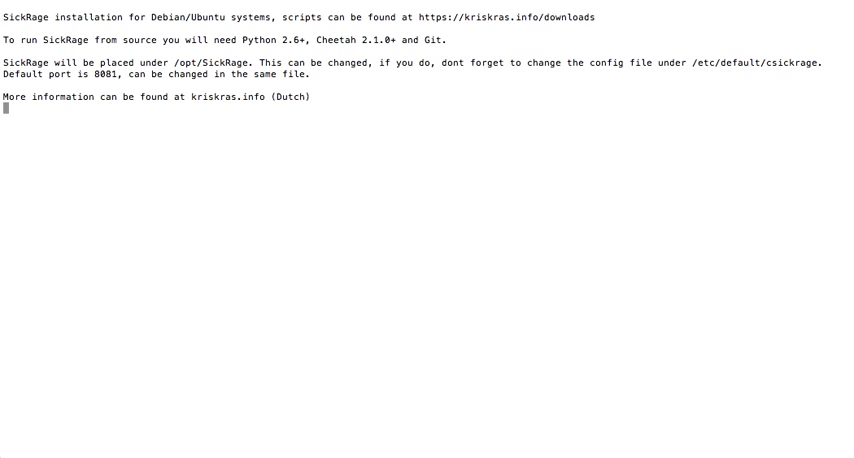 SickRage installation for Debian/Ubuntu systems, scripts can be found at https://kriskras.info/downloads
To run SickRage from source you will need Python 2.6+, Cheetah 2.1.0+ and Git.
SickRage will be placed under /opt/SickRage. This can be changed, if you do, dont forget to change the config file under /etc/default/csickrage.
Default port is 8081, can be changed in the same file.
More information can be found at kriskras.info (Dutch)